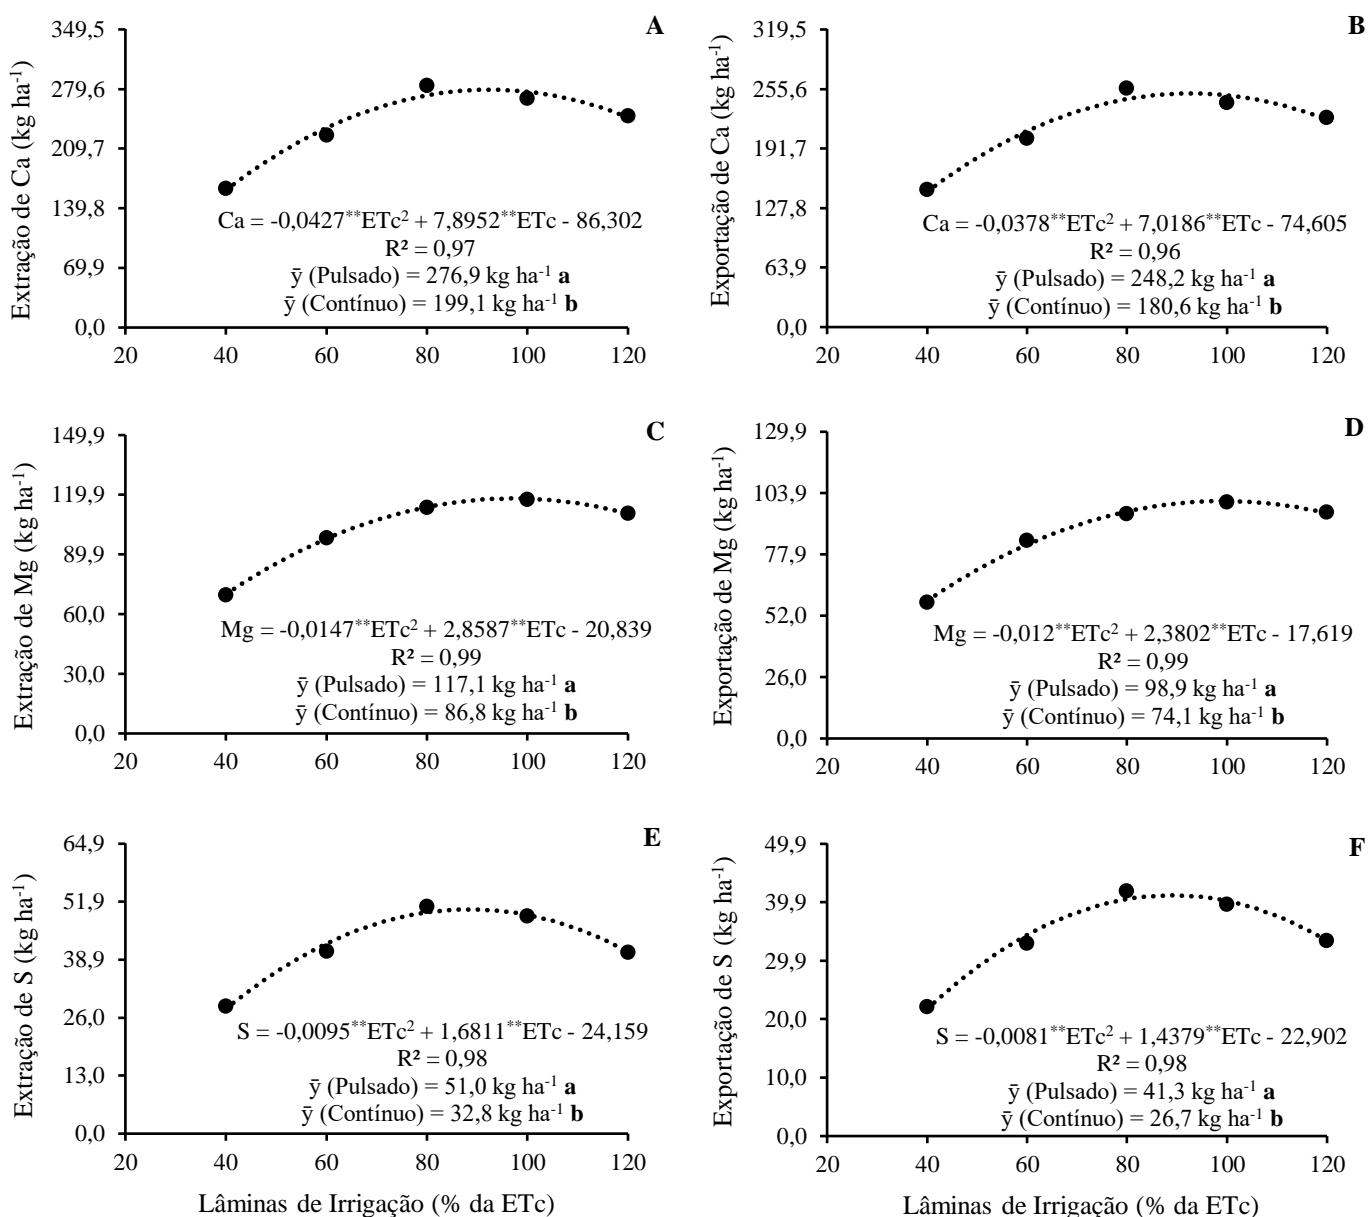 A
Extração de Ca (kg ha⁻¹)
349,5
279,6
209,7
139,8
69,9
0,0
Ca = -0,0427**ETc² + 7,8952**ETc - 86,302
R² = 0,97
ȳ (Pulsado) = 276,9 kg ha⁻¹ a
ȳ (Contínuo) = 199,1 kg ha⁻¹ b
20 40 60 80 100 120
B
Exportação de Ca (kg ha⁻¹)
319,5
255,6
191,7
127,8
63,9
0,0
Ca = -0,0378**ETc² + 7,0186**ETc - 74,605
R² = 0,96
ȳ (Pulsado) = 248,2 kg ha⁻¹ a
ȳ (Contínuo) = 180,6 kg ha⁻¹ b
20 40 60 80 100 120
C
Extração de Mg (kg ha⁻¹)
149,9
119,9
89,9
60,0
30,0
0,0
Mg = -0,0147**ETc² + 2,8587**ETc - 20,839
R² = 0,99
ȳ (Pulsado) = 117,1 kg ha⁻¹ a
ȳ (Contínuo) = 86,8 kg ha⁻¹ b
20 40 60 80 100 120
D
Exportação de Mg (kg ha⁻¹)
129,9
103,9
77,9
52,0
26,0
0,0
Mg = -0,012**ETc² + 2,3802**ETc - 17,619
R² = 0,99
ȳ (Pulsado) = 98,9 kg ha⁻¹ a
ȳ (Contínuo) = 74,1 kg ha⁻¹ b
20 40 60 80 100 120
E
Extração de S (kg ha⁻¹)
64,9
51,9
38,9
26,0
13,0
0,0
S = -0,0095**ETc² + 1,6811**ETc - 24,159
R² = 0,98
ȳ (Pulsado) = 51,0 kg ha⁻¹ a
ȳ (Contínuo) = 32,8 kg ha⁻¹ b
20 40 60 80 100 120
Lâminas de Irrigação (% da ETc)
F
Exportação de S (kg ha⁻¹)
49,9
39,9
29,9
20,0
10,0
0,0
S = -0,0081**ETc² + 1,4379**ETc - 22,902
R² = 0,98
ȳ (Pulsado) = 41,3 kg ha⁻¹ a
ȳ (Contínuo) = 26,7 kg ha⁻¹ b
20 40 60 80 100 120
Lâminas de Irrigação (% da ETc)